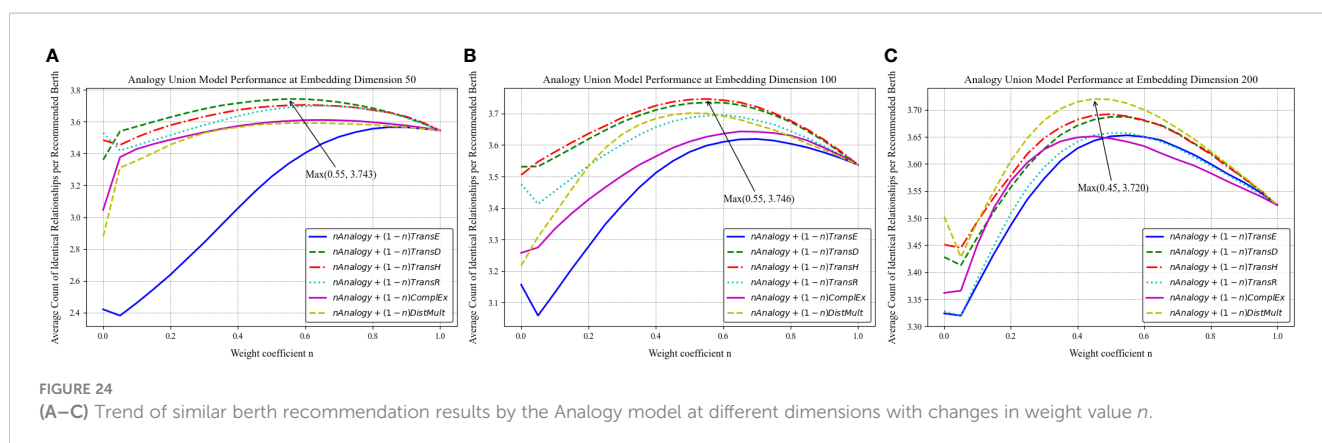 A
Analogy Union Model Performance at Embedding Dimension 50
Average Count of Identical Relationships per Recommended Berth
3.8
3.6
3.4
3.2
3.0
2.8
2.6
2.4
0.0 0.2 0.4 0.6 0.8 1.0
Weight coefficient n
Max(0.55, 3.743)
nAnalogy + (1−n)TransE
nAnalogy + (1−n)TransD
nAnalogy + (1−n)TransH
nAnalogy + (1−n)TransR
nAnalogy + (1−n)ComplEx
nAnalogy + (1−n)DistMult
B
Analogy Union Model Performance at Embedding Dimension 100
Average Count of Identical Relationships per Recommended Berth
3.7
3.6
3.5
3.4
3.3
3.2
3.1
0.0 0.2 0.4 0.6 0.8 1.0
Weight coefficient n
Max(0.55, 3.746)
nAnalogy + (1−n)TransE
nAnalogy + (1−n)TransD
nAnalogy + (1−n)TransH
nAnalogy + (1−n)TransR
nAnalogy + (1−n)ComplEx
nAnalogy + (1−n)DistMult
C
Analogy Union Model Performance at Embedding Dimension 200
Average Count of Identical Relationships per Recommended Berth
3.70
3.65
3.60
3.55
3.50
3.45
3.40
3.35
3.30
0.0 0.2 0.4 0.6 0.8 1.0
Weight coefficient n
Max(0.45, 3.720)
nAnalogy + (1−n)TransE
nAnalogy + (1−n)TransD
nAnalogy + (1−n)TransH
nAnalogy + (1−n)TransR
nAnalogy + (1−n)ComplEx
nAnalogy + (1−n)DistMult
FIGURE 24
(A–C) Trend of similar berth recommendation results by the Analogy model at different dimensions with changes in weight value n.